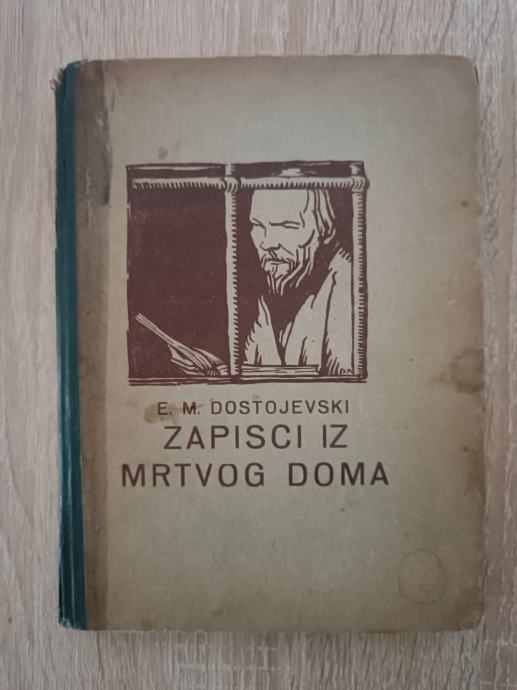 E. M. DOSTOJEVSKI
ZAPISCI IZ
MRTVOG DOMA